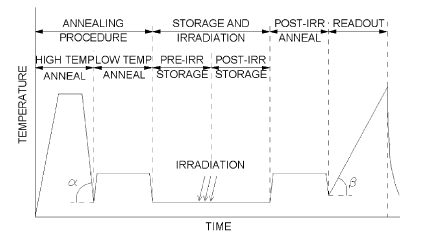 ANNEALING PROCEDURE
STORAGE AND IRRADIATION
POST-IRR ANNEAL
READOUT
HIGH TEMP ANNEAL
LOW TEMP ANNEAL
PRE-IRR STORAGE
POST-IRR STORAGE
TEMPERATURE
IRRADIATION
α
β
TIME